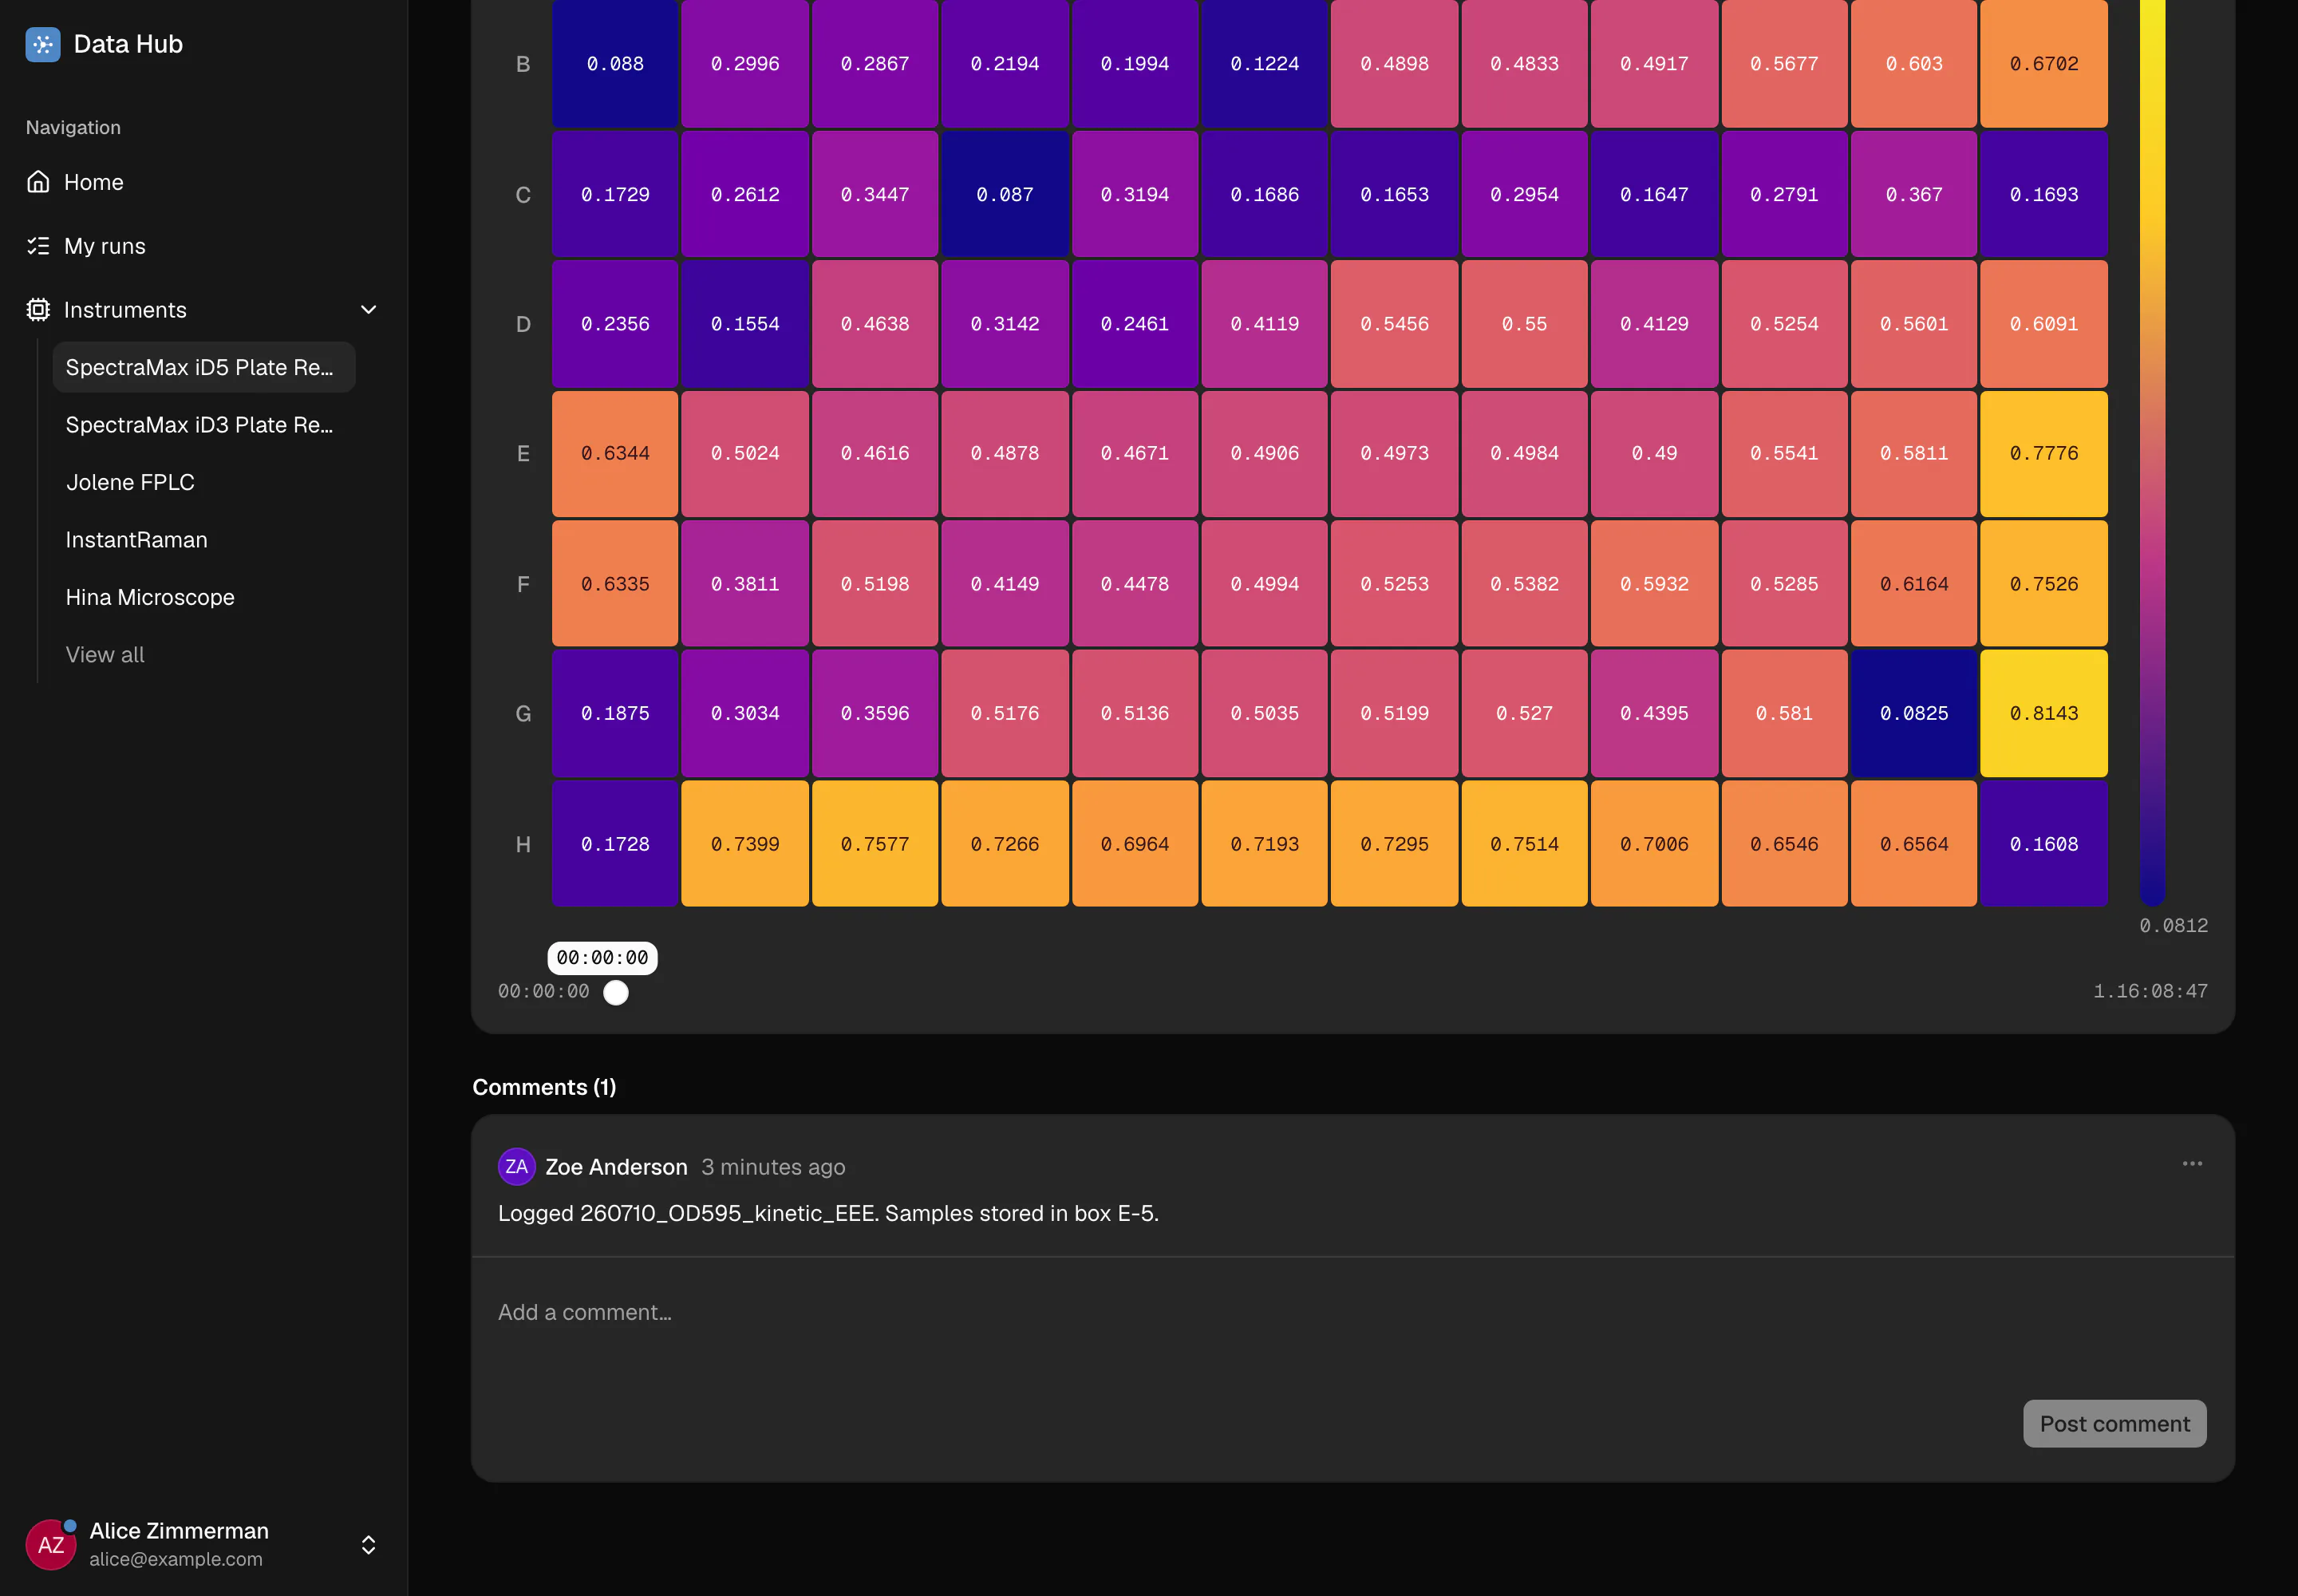 Data Hub
Navigation
Home
My runs
Instruments
SpectraMax iD5 Plate Re...
SpectraMax iD3 Plate Re...
Jolene FPLC
InstantRaman
Hina Microscope
View all
AZ
Alice Zimmerman
alice@example.com
B 0.088 0.2996 0.2867 0.2194 0.1994 0.1224 0.4898 0.4833 0.4917 0.5677 0.603 0.6702
C 0.1729 0.2612 0.3447 0.087 0.3194 0.1686 0.1653 0.2954 0.1647 0.2791 0.367 0.1693
D 0.2356 0.1554 0.4638 0.3142 0.2461 0.4119 0.5456 0.55 0.4129 0.5254 0.5601 0.6091
E 0.6344 0.5024 0.4616 0.4878 0.4671 0.4906 0.4973 0.4984 0.49 0.5541 0.5811 0.7776
F 0.6335 0.3811 0.5198 0.4149 0.4478 0.4994 0.5253 0.5382 0.5932 0.5285 0.6164 0.7526
G 0.1875 0.3034 0.3596 0.5176 0.5136 0.5035 0.5199 0.527 0.4395 0.581 0.0825 0.8143
H 0.1728 0.7399 0.7577 0.7266 0.6964 0.7193 0.7295 0.7514 0.7006 0.6546 0.6564 0.1608
0.0812
00:00:00
00:00:00 1.16:08:47
Comments (1)
ZA Zoe Anderson 3 minutes ago
Logged 260710_OD595_kinetic_EEE. Samples stored in box E-5.
Add a comment...
Post comment